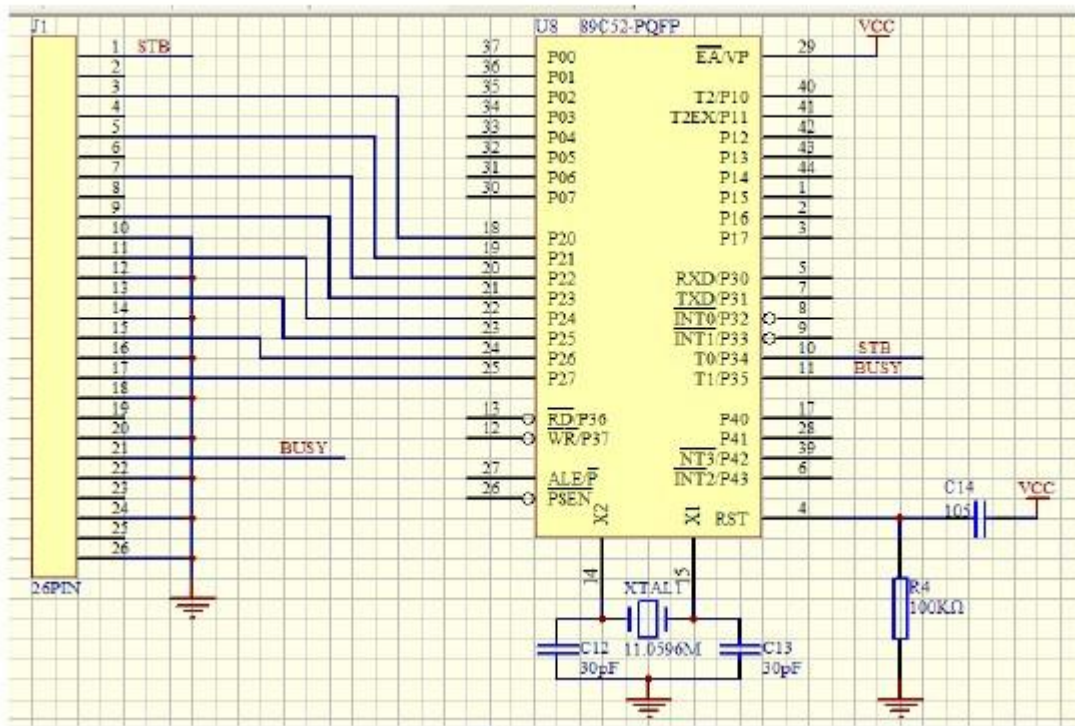 J1
1 STB
2
3
4
5
6
7
8
9
10
11
12
13
14
15
16
17
18
19
20
21 BUSY
22
23
24
25
26
26PIN
U8 89C52-PQFP
37 P00
36 P01
35 P02
34 P03
33 P04
32 P05
31 P06
30 P07
18 P20
19 P21
20 P22
21 P23
22 P24
23 P25
24 P26
25 P27
13 RD/P36
12 WR/P37
27 ALE/P
26 PSEN
EA/VP 29 VCC
T2/P10 40
T2EX/P11 41
P12 42
P13 43
P14 44
P15 1
P16 2
P17 3
RXD/P30 5
TXD/P31 7
INT0/P32 8
INT1/P33 9
T0/P34 10 STB
T1/P35 11 BUSY
P40 17
P41 28
NT3/P42 39
INT2/P43 6
RST 4
X2
X1
14
15
XTAL1
11.0596M
C12
30pF
C13
30pF
C14
105
VCC
R4
100KΩ